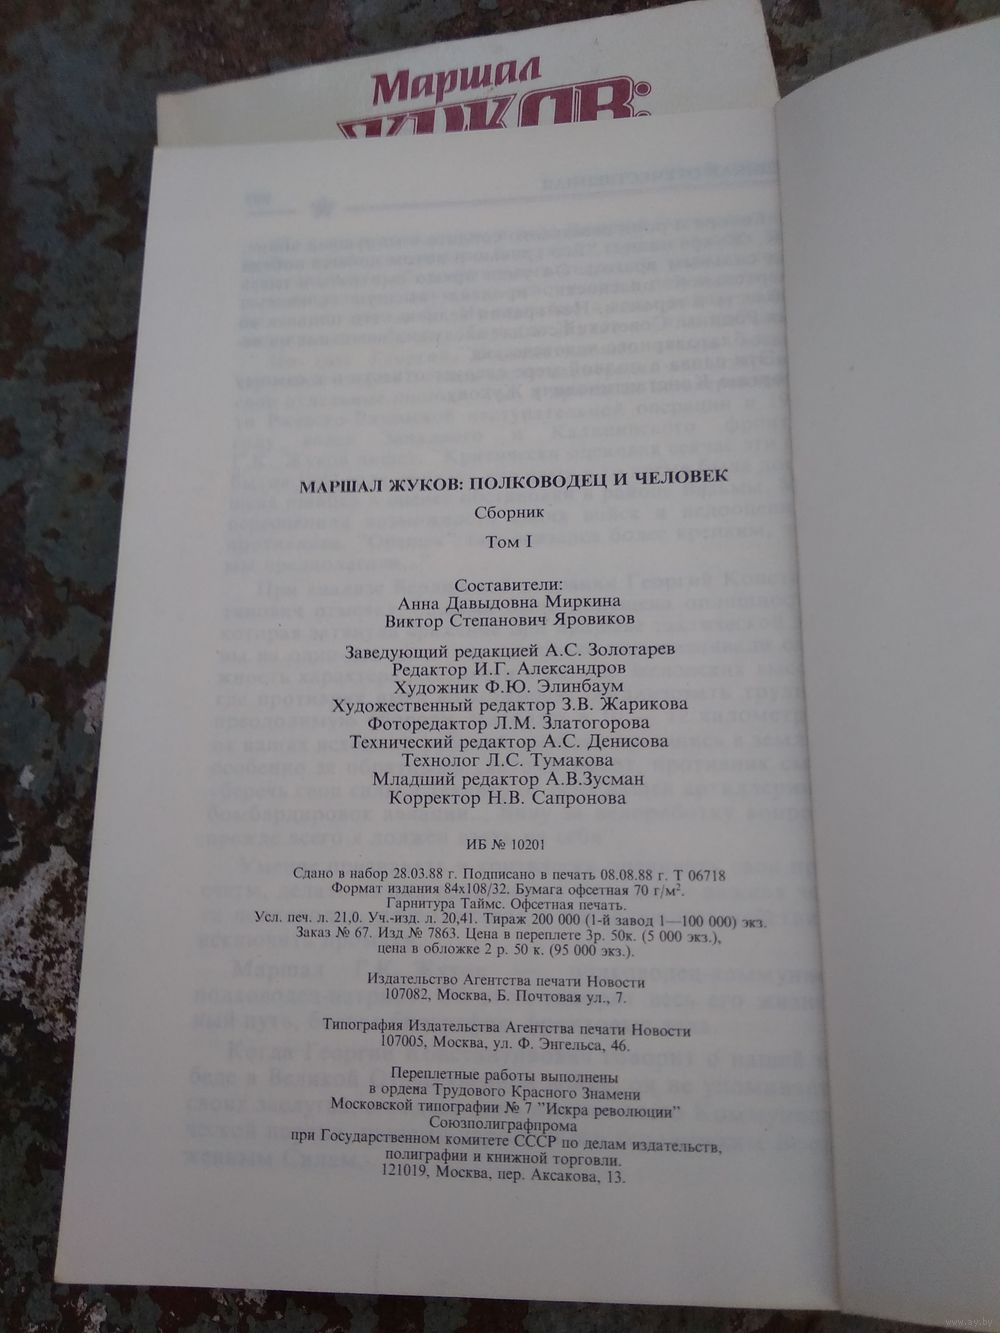 Маршал
ЖУКОВ:
МАРШАЛ ЖУКОВ: ПОЛКОВОДЕЦ И ЧЕЛОВЕК
Сборник
Том I
Составители:
Анна Давыдовна Миркина
Виктор Степанович Яровиков
Заведующий редакцией А.С. Золотарев
Редактор И.Г. Александров
Художник Ф.Ю. Элинбаум
Художественный редактор З.В. Жарикова
Фоторедактор Л.М. Златогорова
Технический редактор А.С. Денисова
Технолог Л.С. Тумакова
Младший редактор А.В.Зусман
Корректор Н.В. Сапронова
ИБ № 10201
Сдано в набор 28.03.88 г. Подписано в печать 08.08.88 г. Т 06718
Формат издания 84х108/32. Бумага офсетная 70 г/м².
Гарнитура Таймс. Офсетная печать.
Усл. печ. л. 21,0. Уч.-изд. л. 20,41. Тираж 200 000 (1-й завод 1—100 000) экз.
Заказ № 67. Изд № 7863. Цена в переплете 3р. 50к. (5 000 экз.),
цена в обложке 2 р. 50 к. (95 000 экз.).
Издательство Агентства печати Новости
107082, Москва, Б. Почтовая ул., 7.
Типография Издательства Агентства печати Новости
107005, Москва, ул. Ф. Энгельса, 46.
Переплетные работы выполнены
в ордена Трудового Красного Знамени
Московской типографии № 7 "Искра революции"
Союзполиграфпрома
при Государственном комитете СССР по делам издательств,
полиграфии и книжной торговли.
121019, Москва, пер. Аксакова, 13.
www.ay.by